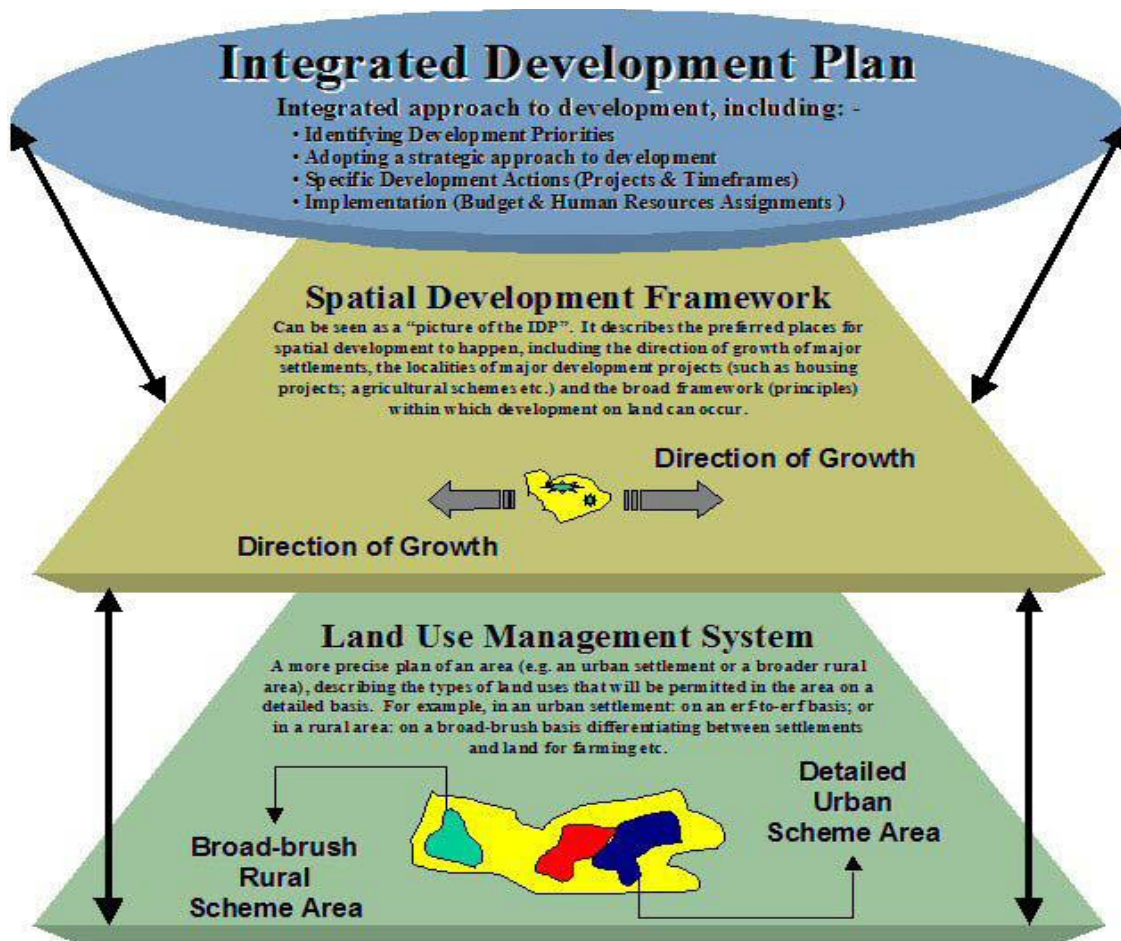 Integrated Development Plan
Integrated approach to development, including: -
• Identifying Development Priorities
• Adopting a strategic approach to development
• Specific Development Actions (Projects & Timeframes)
• Implementation (Budget & Human Resources Assignments )
Spatial Development Framework
Can be seen as a “picture of the IDP”. It describes the preferred places for
spatial development to happen, including the direction of growth of major
settlements, the localities of major development projects (such as housing
projects; agricultural schemes etc.) and the broad framework (principles)
within which development on land can occur.
Direction of Growth
Direction of Growth
Land Use Management System
A more precise plan of an area (e.g. an urban settlement or a broader rural
area), describing the types of land uses that will be permitted in the area on a
detailed basis. For example, in an urban settlement: on an erf-to-erf basis; or
in a rural area: on a broad-brush basis differentiating between settlements
and land for farming etc.
Detailed
Urban
Scheme Area
Broad-brush
Rural
Scheme Area